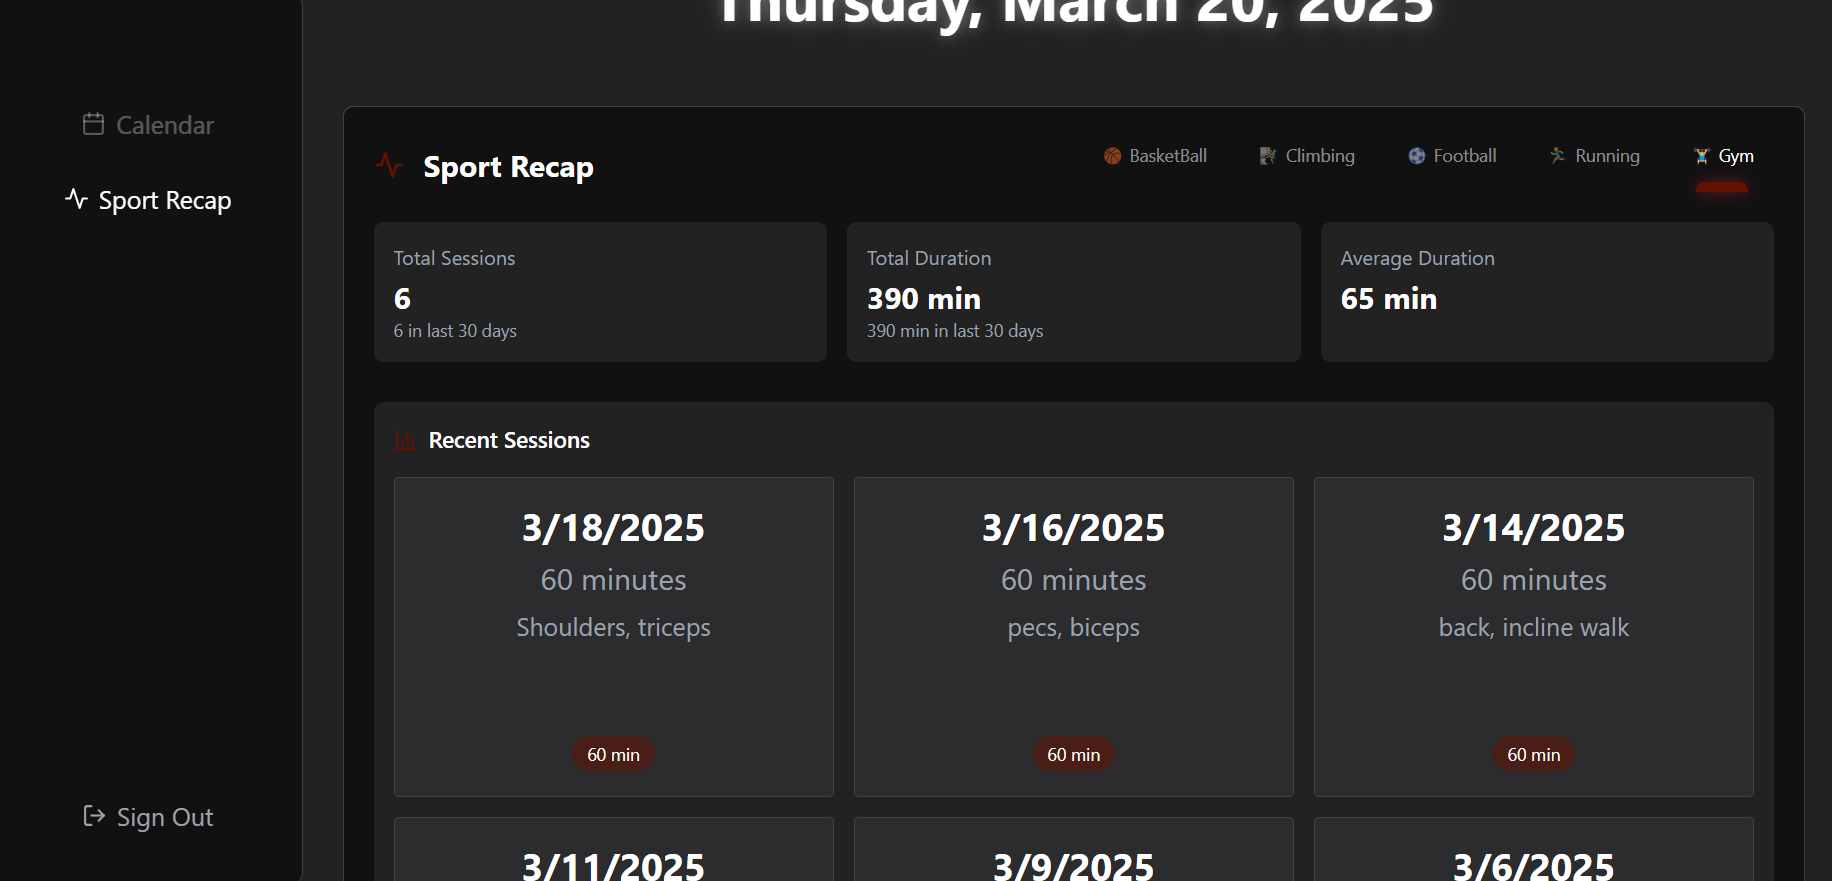 Thursday, March 20, 2025
Calendar
Sport Recap
Sign Out
Sport Recap
BasketBall
Climbing
Football
Running
Gym
Total Sessions
6
6 in last 30 days
Total Duration
390 min
390 min in last 30 days
Average Duration
65 min
Recent Sessions
3/18/2025
60 minutes
Shoulders, triceps
60 min
3/16/2025
60 minutes
pecs, biceps
60 min
3/14/2025
60 minutes
back, incline walk
60 min
3/11/2025
3/9/2025
3/6/2025